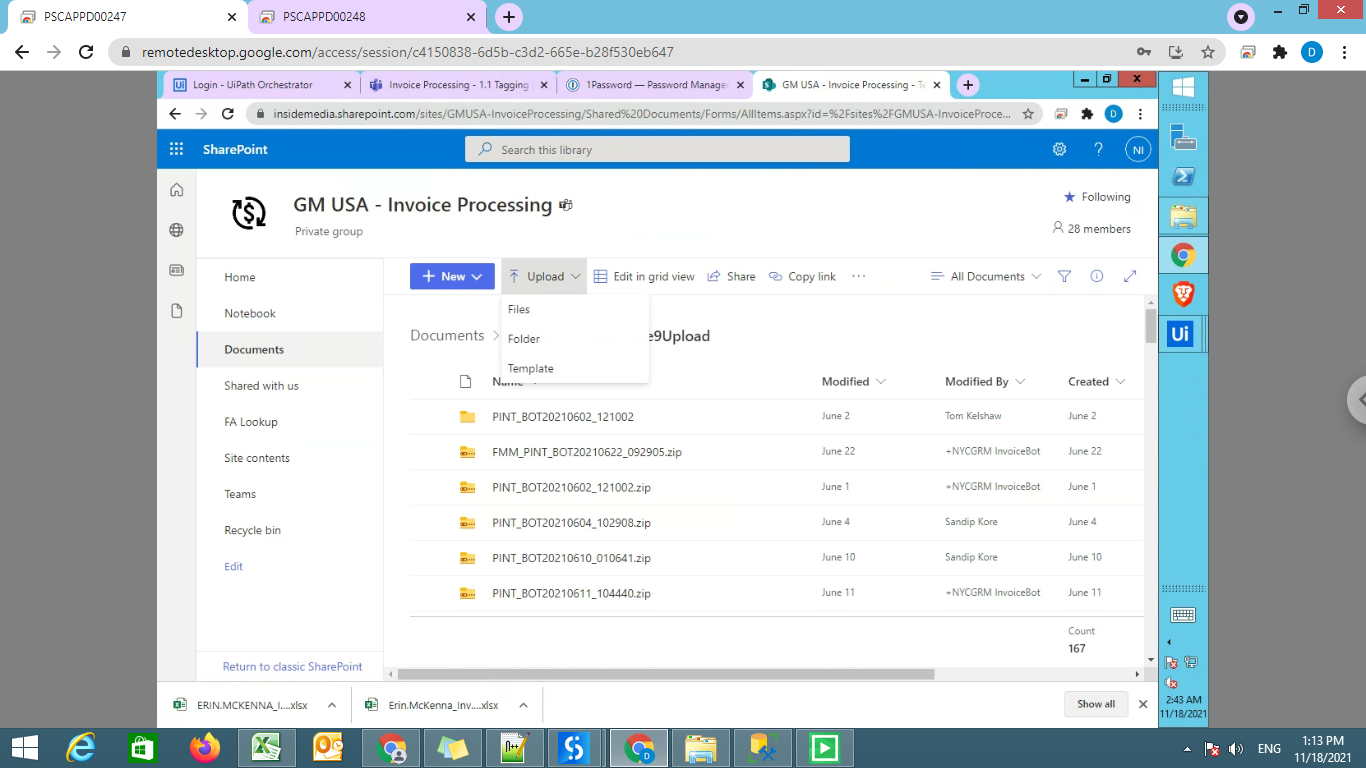 PSCAPPD00247
PSCAPPD00248
remotedesktop.google.com/access/session/c4150838-6d5b-c3d2-665e-b28f530eb647
D
Login - UiPath Orchestrator
Invoice Processing - 1.1 Tagging
1Password — Password Manage
GM USA - Invoice Processing - Te
insidemedia.sharepoint.com/sites/GMUSA-InvoiceProcessing/Shared%20Documents/Forms/AllItems.aspx?id=%2Fsites%2FGMUSA-InvoiceProce...
D
SharePoint
Search this library
?
NI
GM USA - Invoice Processing
Private group
Following
28 members
Home
Notebook
Documents
Shared with us
FA Lookup
Site contents
Teams
Recycle bin
Edit
Return to classic SharePoint
New
Upload
Edit in grid view
Share
Copy link
...
All Documents
Files
Folder
Template
Documents > e9Upload
Name Modified Modified By Created
PINT_BOT20210602_121002 June 2 Tom Kelshaw June 2
FMM_PINT_BOT20210622_092905.zip June 22 +NYCGRM InvoiceBot June 22
PINT_BOT20210602_121002.zip June 1 +NYCGRM InvoiceBot June 1
PINT_BOT20210604_102908.zip June 4 Sandip Kore June 4
PINT_BOT20210610_010641.zip June 10 Sandip Kore June 10
PINT_BOT20210611_104440.zip June 11 +NYCGRM InvoiceBot June 11
Count
167
ERIN.MCKENNA_I....xlsx
Erin.McKenna_Inv....xlsx
Show all
Ui
2:43 AM
11/18/2021
ENG
1:13 PM
11/18/2021